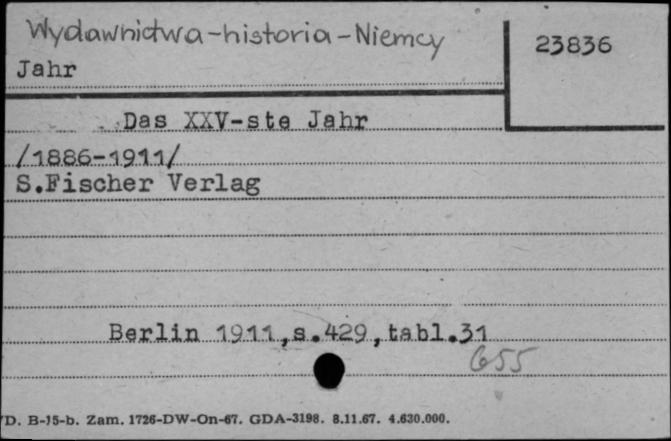 Wydawnictwa-historia-Niemcy
23836
Jahr
Das XXV-ste Jahr
/1886-1911/
S.Fischer Verlag
Berlin 1911,s.429,tabl.31
655
/D. B-15-b. Zam. 1726-DW-On-67. GDA-3198. 8.11.67. 4.630.000.